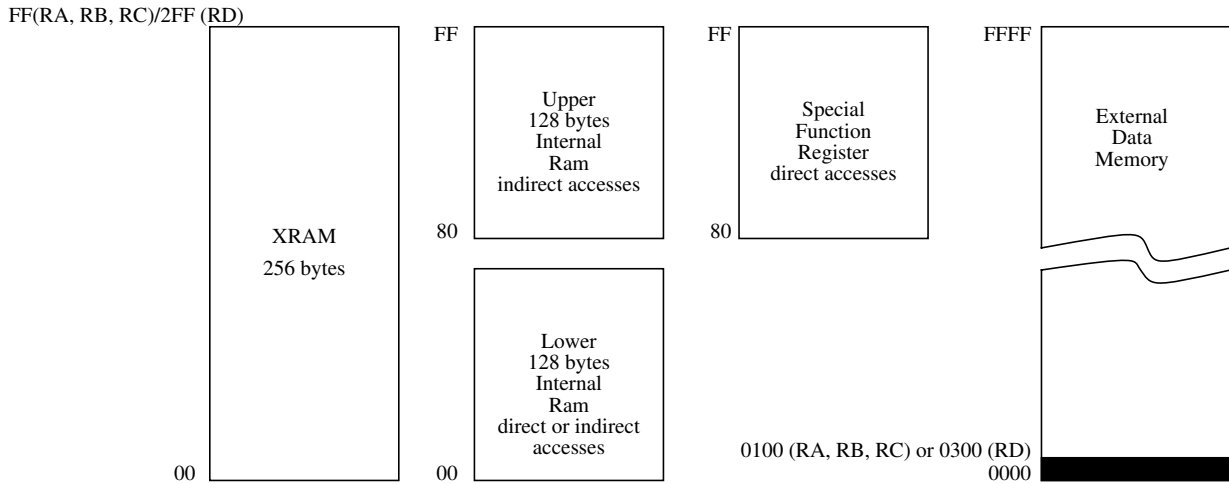 FF(RA, RB, RC)/2FF (RD)
XRAM
256 bytes
00
FF
Upper
128 bytes
Internal
Ram
indirect accesses
80
Lower
128 bytes
Internal
Ram
direct or indirect
accesses
00
FF
Special
Function
Register
direct accesses
80
FFFF
External
Data
Memory
0100 (RA, RB, RC) or 0300 (RD)
0000